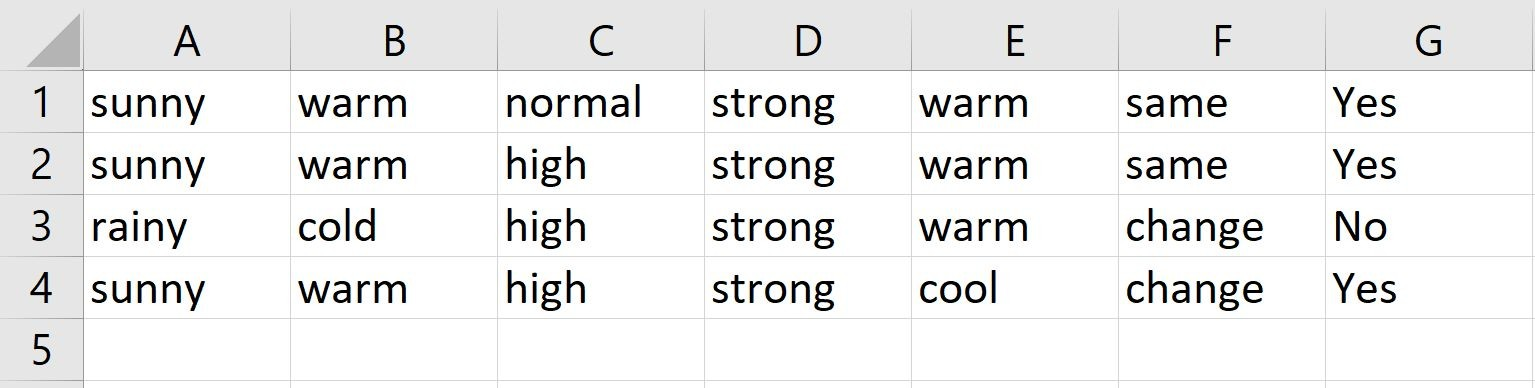 A B C D E F G
1 sunny warm normal strong warm same Yes
2 sunny warm high strong warm same Yes
3 rainy cold high strong warm change No
4 sunny warm high strong cool change Yes
5